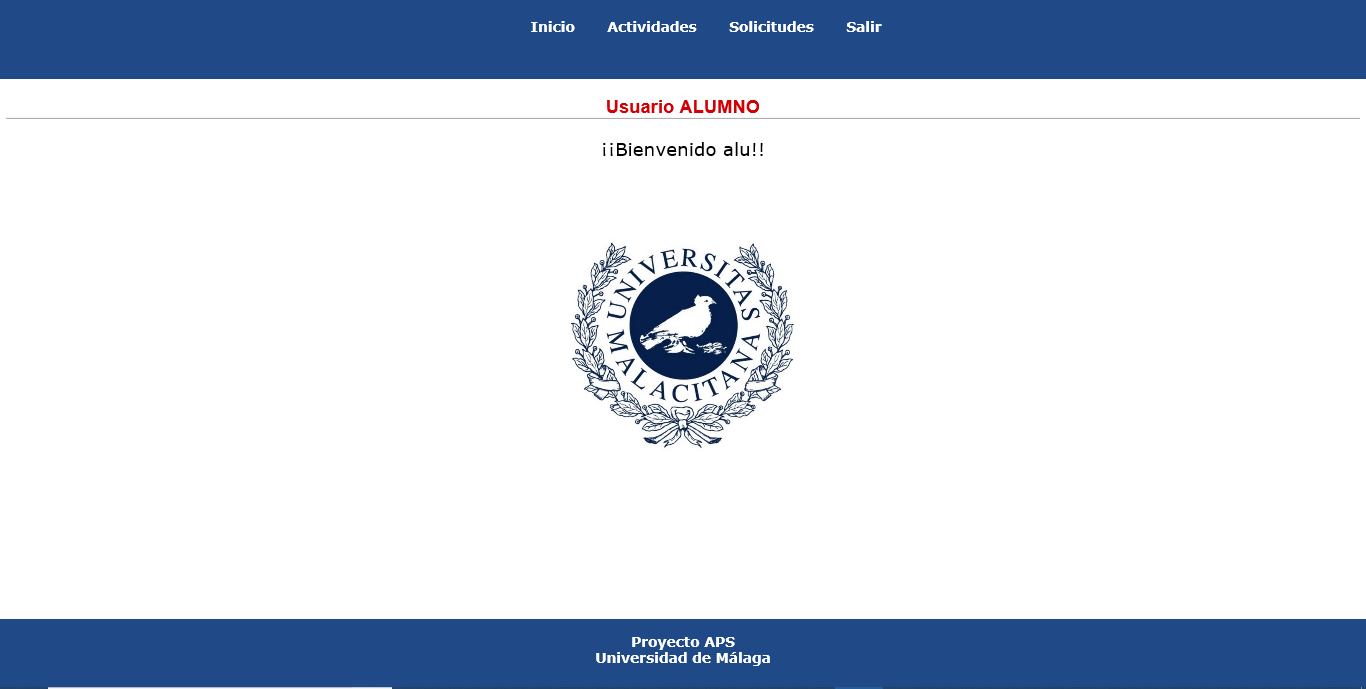 Inicio Actividades Solicitudes Salir
Usuario ALUMNO
¡¡Bienvenido alu!!
UNIVERSITAS
MALACITANA
Proyecto APS
Universidad de Málaga